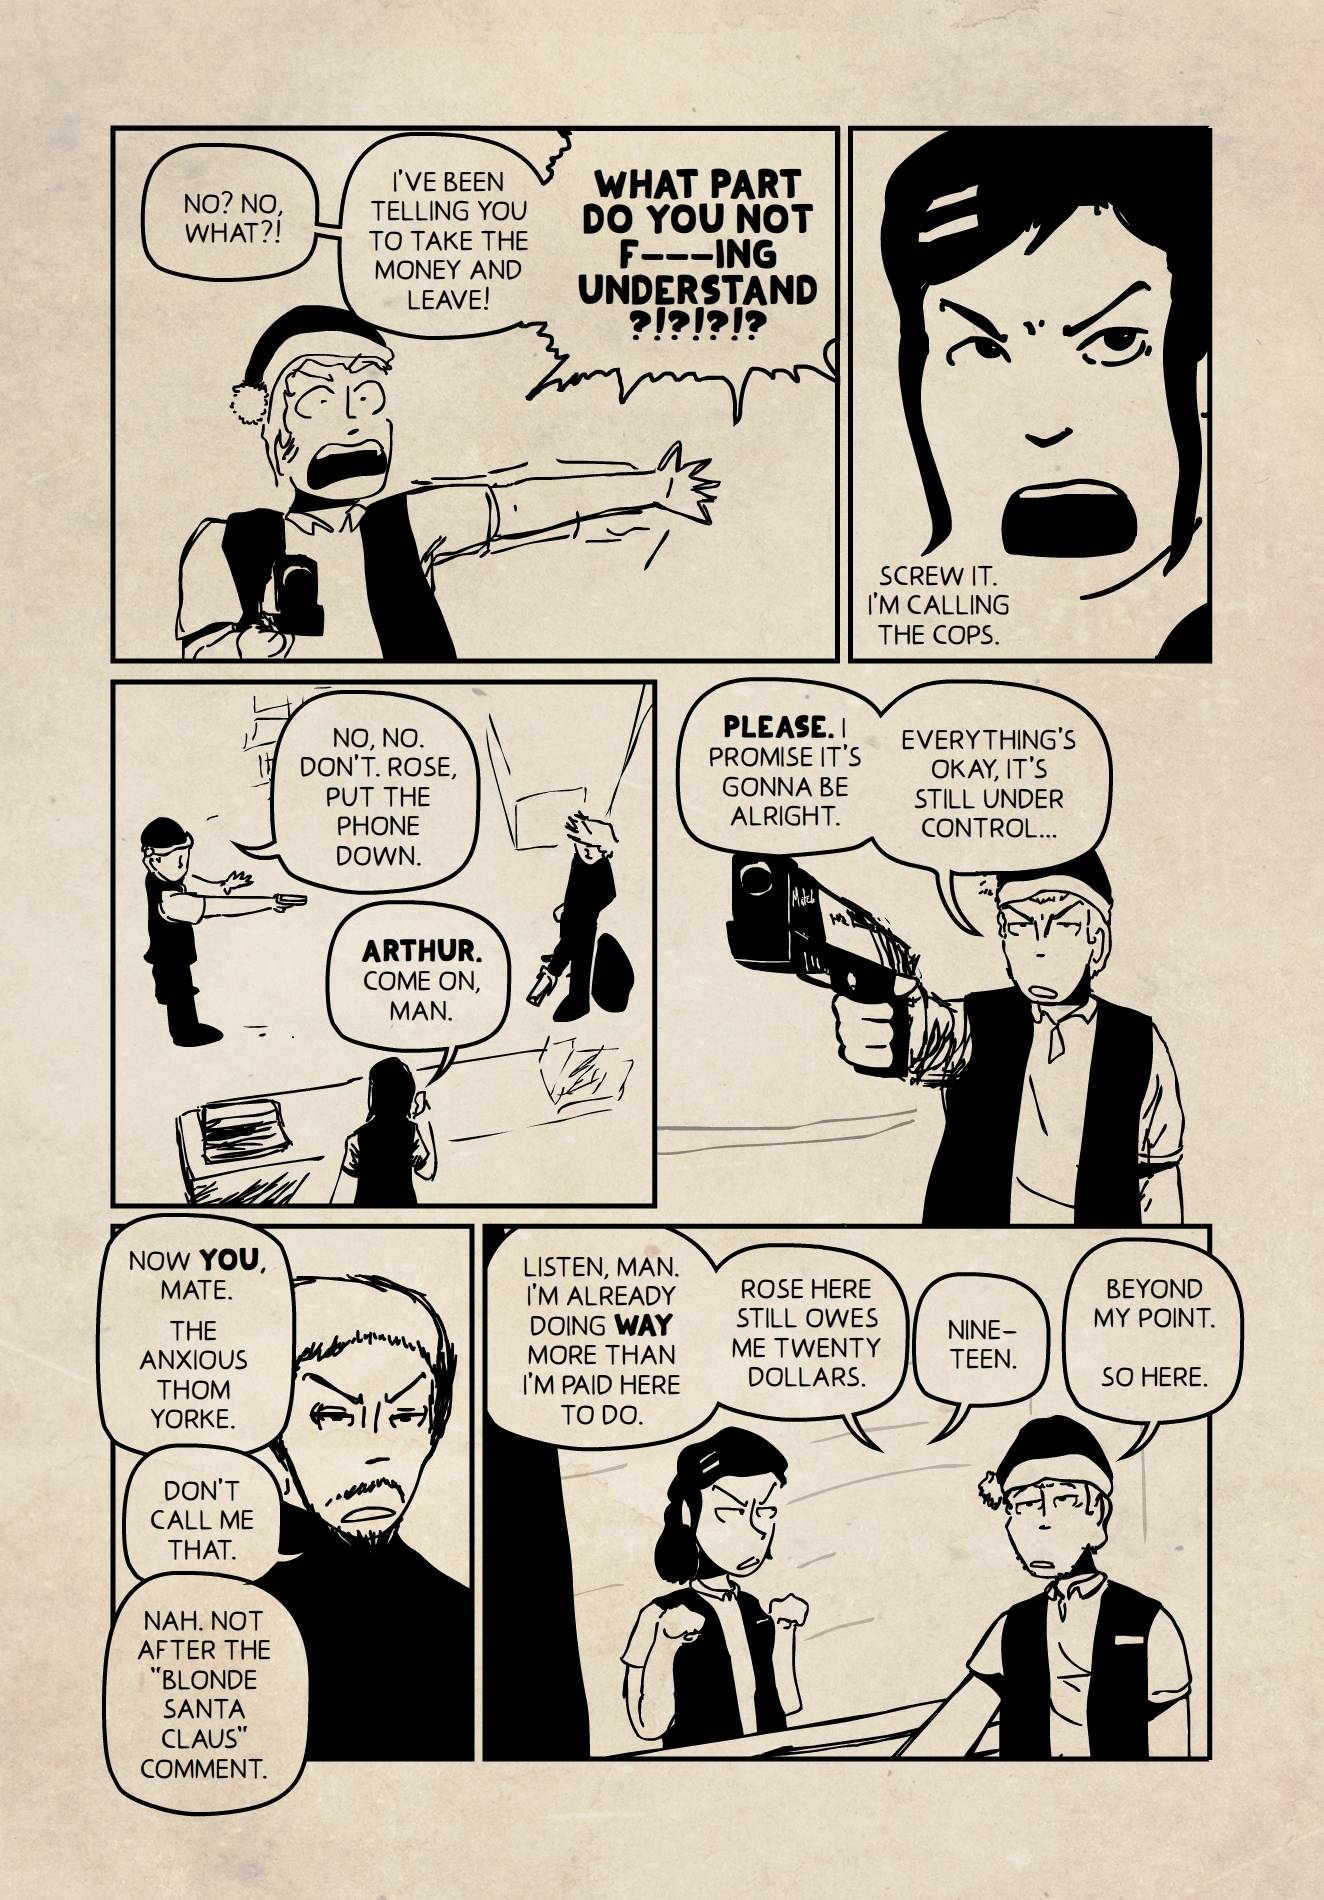 NO? NO,
WHAT?!
I'VE BEEN
TELLING YOU
TO TAKE THE
MONEY AND
LEAVE!
WHAT PART
DO YOU NOT
F---ING
UNDERSTAND
?!?!?!?
SCREW IT.
I'M CALLING
THE COPS.
NO, NO.
DON'T. ROSE,
PUT THE
PHONE
DOWN.
ARTHUR.
COME ON,
MAN.
PLEASE. I
PROMISE IT'S
GONNA BE
ALRIGHT.
EVERYTHING'S
OKAY, IT'S
STILL UNDER
CONTROL...
Match
NOW YOU,
MATE.
THE
ANXIOUS
THOM
YORKE.
DON'T
CALL ME
THAT.
NAH. NOT
AFTER THE
"BLONDE
SANTA
CLAUS"
COMMENT.
LISTEN, MAN.
I'M ALREADY
DOING WAY
MORE THAN
I'M PAID HERE
TO DO.
ROSE HERE
STILL OWES
ME TWENTY
DOLLARS.
NINE-
TEEN.
BEYOND
MY POINT.
SO HERE.